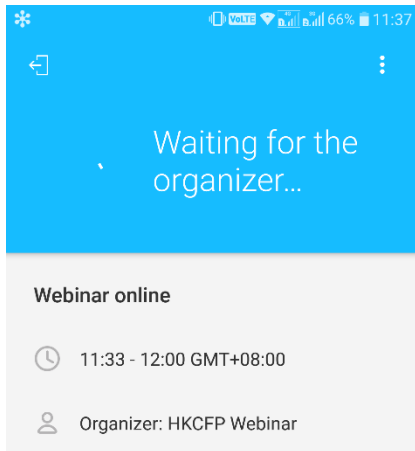 VoLTE 66% 11:37
Waiting for the
organizer...
Webinar online
11:33 - 12:00 GMT+08:00
Organizer: HKCFP Webinar